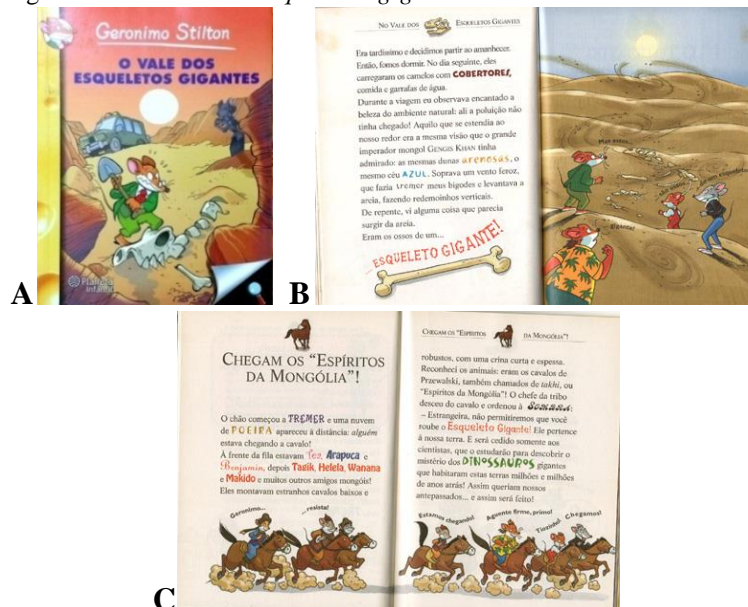 Geronimo Stilton
O VALE DOS
ESQUELETOS GIGANTES
Planeta
infantil
A
NO VALE DOS ESQUELETOS GIGANTES
Era tardíssimo e decidimos partir ao amanhecer.
Então, fomos dormir. No dia seguinte, eles
carregaram os camelos com COBERTORES,
comida e garrafas de água.
Durante a viagem eu observava encantado a
beleza do ambiente natural: ali a poluição não
tinha chegado! Aquilo que se estendia ao
nosso redor era a mesma visão que o grande
imperador mongol GENGIS KHAN tinha
admirado: as mesmas dunas arenosas, o
mesmo céu AZUL. Soprava um vento feroz,
que fazia tremer meus bigodes e levantava a
areia, fazendo redemoinhos verticais.
De repente, vi alguma coisa que parecia
surgir da areia.
Eram os ossos de um...
...ESQUELETO GIGANTE!
gigante!
B
CHEGAM OS "ESPÍRITOS
DA MONGÓLIA"!
O chão começou a TREMER e uma nuvem
de POEIRA apareceu à distância: alguém
estava chegando a cavalo!
À frente da fila estavam Tea, Arapuca e
Benjamin, depois Tagik, Helela, Wanana
e Makido e muitos outros amigos mongóis!
Eles montavam estranhos cavalos baixos e
Geronimo...
...resista!
CHEGAM OS "ESPÍRITOS DA MONGÓLIA"!
robustos, com uma crina curta e espessa.
Reconheci os animais: eram os cavalos de
Przewalski, também chamados de takhi, ou
"Espíritos da Mongólia"! O chefe da tribo
desceu do cavalo e ordenou à SOMBRA:
– Estrangeira, não permitiremos que você
roube o Esqueleto Gigante! Ele pertence
à nossa terra. E será cedido somente aos
cientistas, que o estudarão para descobrir o
mistério dos DINOSSAUROS gigantes
que habitaram estas terras milhões e milhões
de anos atrás! Assim queriam nossos
antepassados... e assim será feito!
Estamos chegando!
Aguente firme, primo!
Tiozinho!
Chegamos!
C